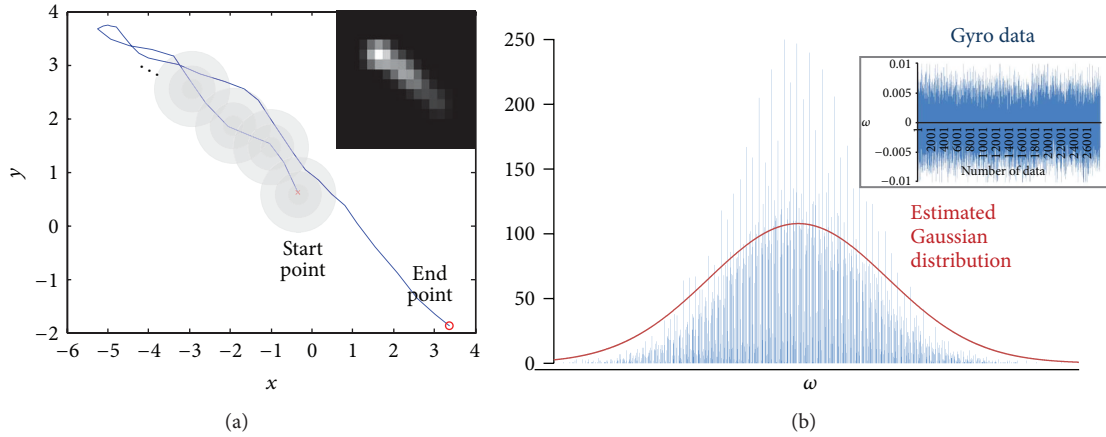 4
3
2
1
0
−1
−2
y
−6 −5 −4 −3 −2 −1 0 1 2 3 4
x
Start
point
End
point
(a)
250
200
150
100
50
0
ω
Gyro data
0.01
0.005
0
−0.005
−0.01
ω
1
2001
4001
6001
8001
10001
12001
14001
16001
18001
20001
22001
24001
26001
Number of data
Estimated
Gaussian
distribution
(b)